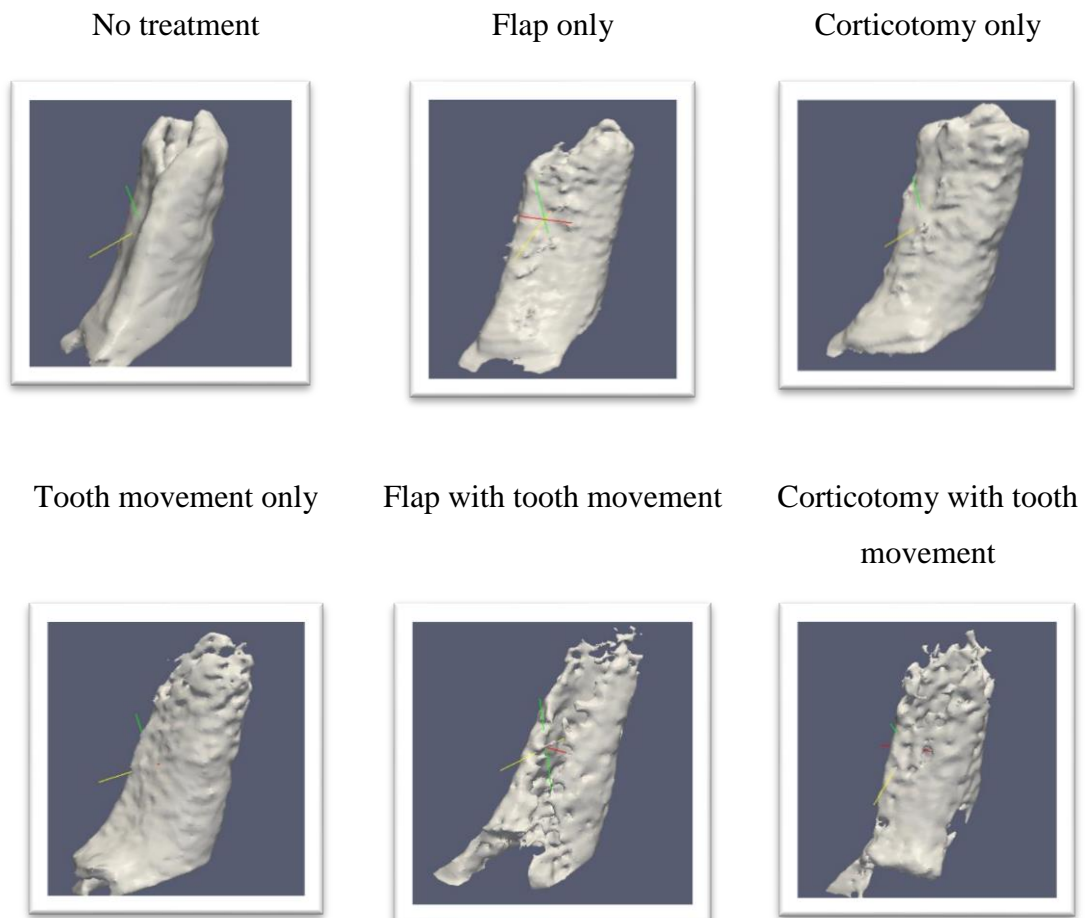 No treatment
Flap only
Corticotomy only
Tooth movement only
Flap with tooth movement
Corticotomy with tooth
movement